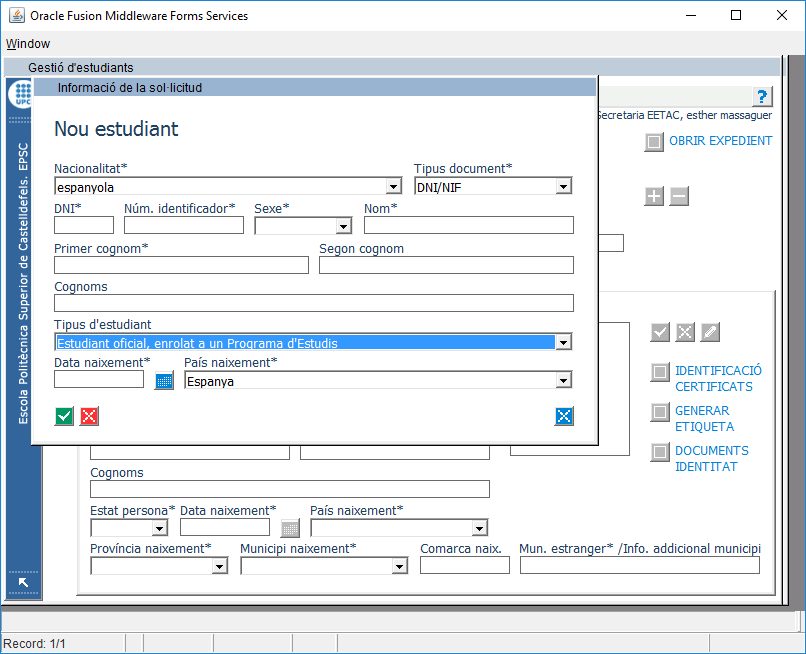 Oracle Fusion Middleware Forms Services
Window
Gestió d'estudiants
Informació de la sol·licitud
UPC
?
Secretaria EETAC, esther massaguer
Nou estudiant
OBRIR EXPEDIENT
Escola Politècnica Superior de Castelldefels. EPSC
Nacionalitat* Tipus document*
espanyola DNI/NIF
DNI* Núm. identificador* Sexe* Nom*
Primer cognom* Segon cognom
Cognoms
Tipus d'estudiant
Estudiant oficial, enrolat a un Programa d'Estudis
Data naixement* País naixement*
Espanya
IDENTIFICACIÓ
CERTIFICATS
GENERAR
ETIQUETA
DOCUMENTS
IDENTITAT
Cognoms
Estat persona* Data naixement* País naixement*
Província naixement* Municipi naixement* Comarca naix. Mun. estranger* /Info. addicional municipi
Record: 1/1